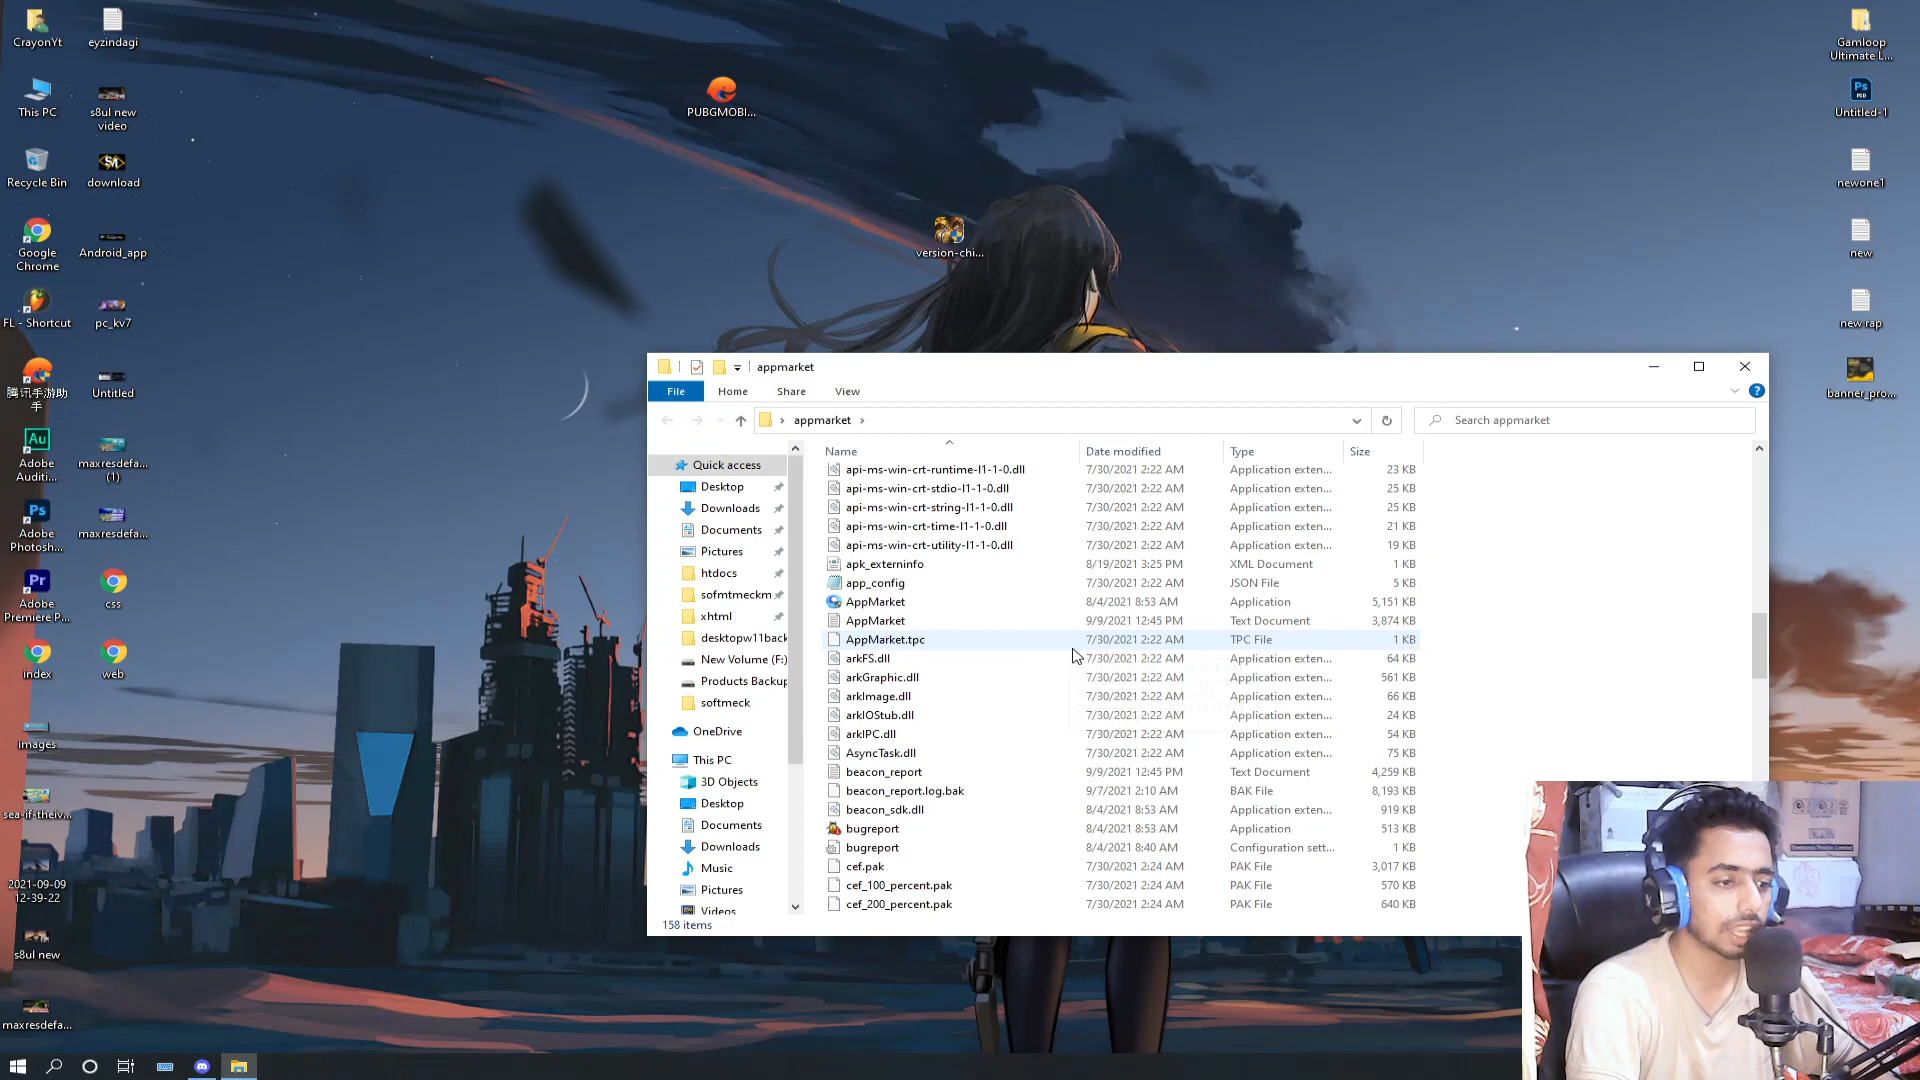 CrayonYt
eyzindagi
This PC
s8ul new
video
Recycle Bin
download
Google
Chrome
Android_app
FL - Shortcut
pc_kv7
腾讯手游助
手
Untitled
Adobe
Auditi...
maxresdefa...
(1)
Adobe
Photosh...
maxresdefa...
Adobe
Premiere P...
css
index
web
images
sea-if-theiv...
2021-09-09
12-39-22
s8ul new
maxresdefa...
PUBGMOBI...
version-chi...
Gamloop
Ultimate L...
Untitled-1
newone1
new
new rap
banner_pro...
appmarket
File Home Share View
appmarket
Search appmarket
Quick access
Desktop
Downloads
Documents
Pictures
htdocs
sofmtmeckm
xhtml
desktopw11back
New Volume (F:)
Products Backup
softmeck
OneDrive
This PC
3D Objects
Desktop
Documents
Downloads
Music
Pictures
Videos
Name Date modified Type Size
api-ms-win-crt-runtime-l1-1-0.dll 7/30/2021 2:22 AM Application exten... 23 KB
api-ms-win-crt-stdio-l1-1-0.dll 7/30/2021 2:22 AM Application exten... 25 KB
api-ms-win-crt-string-l1-1-0.dll 7/30/2021 2:22 AM Application exten... 25 KB
api-ms-win-crt-time-l1-1-0.dll 7/30/2021 2:22 AM Application exten... 21 KB
api-ms-win-crt-utility-l1-1-0.dll 7/30/2021 2:22 AM Application exten... 19 KB
apk_externinfo 8/19/2021 3:25 PM XML Document 1 KB
app_config 7/30/2021 2:22 AM JSON File 5 KB
AppMarket 8/4/2021 8:53 AM Application 5,151 KB
AppMarket 9/9/2021 12:45 PM Text Document 3,874 KB
AppMarket.tpc 7/30/2021 2:22 AM TPC File 1 KB
arkFS.dll 7/30/2021 2:22 AM Application exten... 64 KB
arkGraphic.dll 7/30/2021 2:22 AM Application exten... 561 KB
arkImage.dll 7/30/2021 2:22 AM Application exten... 66 KB
arkIOStub.dll 7/30/2021 2:22 AM Application exten... 24 KB
arkIPC.dll 7/30/2021 2:22 AM Application exten... 54 KB
AsyncTask.dll 7/30/2021 2:22 AM Application exten... 75 KB
beacon_report 9/9/2021 12:45 PM Text Document 4,259 KB
beacon_report.log.bak 9/7/2021 2:10 AM BAK File 8,193 KB
beacon_sdk.dll 8/4/2021 8:53 AM Application exten... 919 KB
bugreport 8/4/2021 8:53 AM Application 513 KB
bugreport 8/4/2021 8:40 AM Configuration sett... 1 KB
cef.pak 7/30/2021 2:24 AM PAK File 3,017 KB
cef_100_percent.pak 7/30/2021 2:24 AM PAK File 570 KB
cef_200_percent.pak 7/30/2021 2:24 AM PAK File 640 KB
158 items